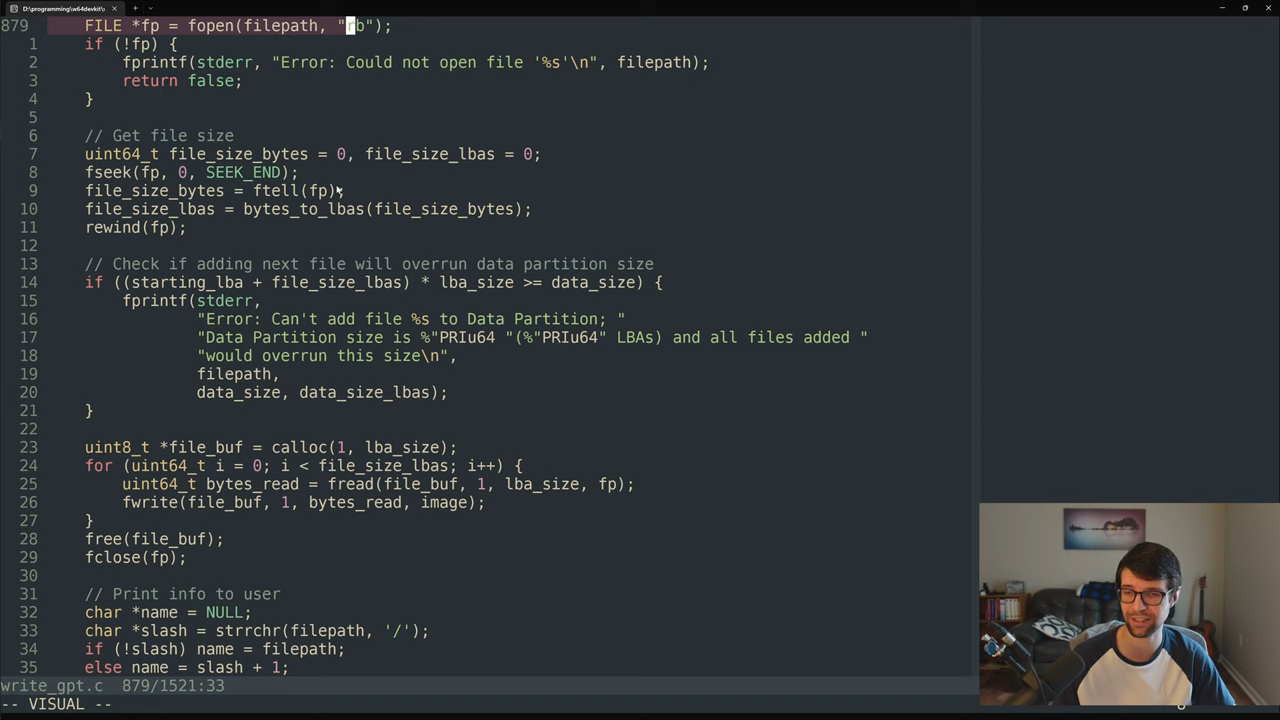 D:\programming\w64devkit\
879 FILE *fp = fopen(filepath, "rb");
1 if (!fp) {
2 fprintf(stderr, "Error: Could not open file '%s'\n", filepath);
3 return false;
4 }
5
6 // Get file size
7 uint64_t file_size_bytes = 0, file_size_lbas = 0;
8 fseek(fp, 0, SEEK_END);
9 file_size_bytes = ftell(fp);
10 file_size_lbas = bytes_to_lbas(file_size_bytes);
11 rewind(fp);
12
13 // Check if adding next file will overrun data partition size
14 if ((starting_lba + file_size_lbas) * lba_size >= data_size) {
15 fprintf(stderr,
16 "Error: Can't add file %s to Data Partition; "
17 "Data Partition size is %"PRIu64 "(%"PRIu64" LBAs) and all files added "
18 "would overrun this size\n",
19 filepath,
20 data_size, data_size_lbas);
21 }
22
23 uint8_t *file_buf = calloc(1, lba_size);
24 for (uint64_t i = 0; i < file_size_lbas; i++) {
25 uint64_t bytes_read = fread(file_buf, 1, lba_size, fp);
26 fwrite(file_buf, 1, bytes_read, image);
27 }
28 free(file_buf);
29 fclose(fp);
30
31 // Print info to user
32 char *name = NULL;
33 char *slash = strrchr(filepath, '/');
34 if (!slash) name = filepath;
35 else name = slash + 1;
write_gpt.c 879/1521:33
-- VISUAL --